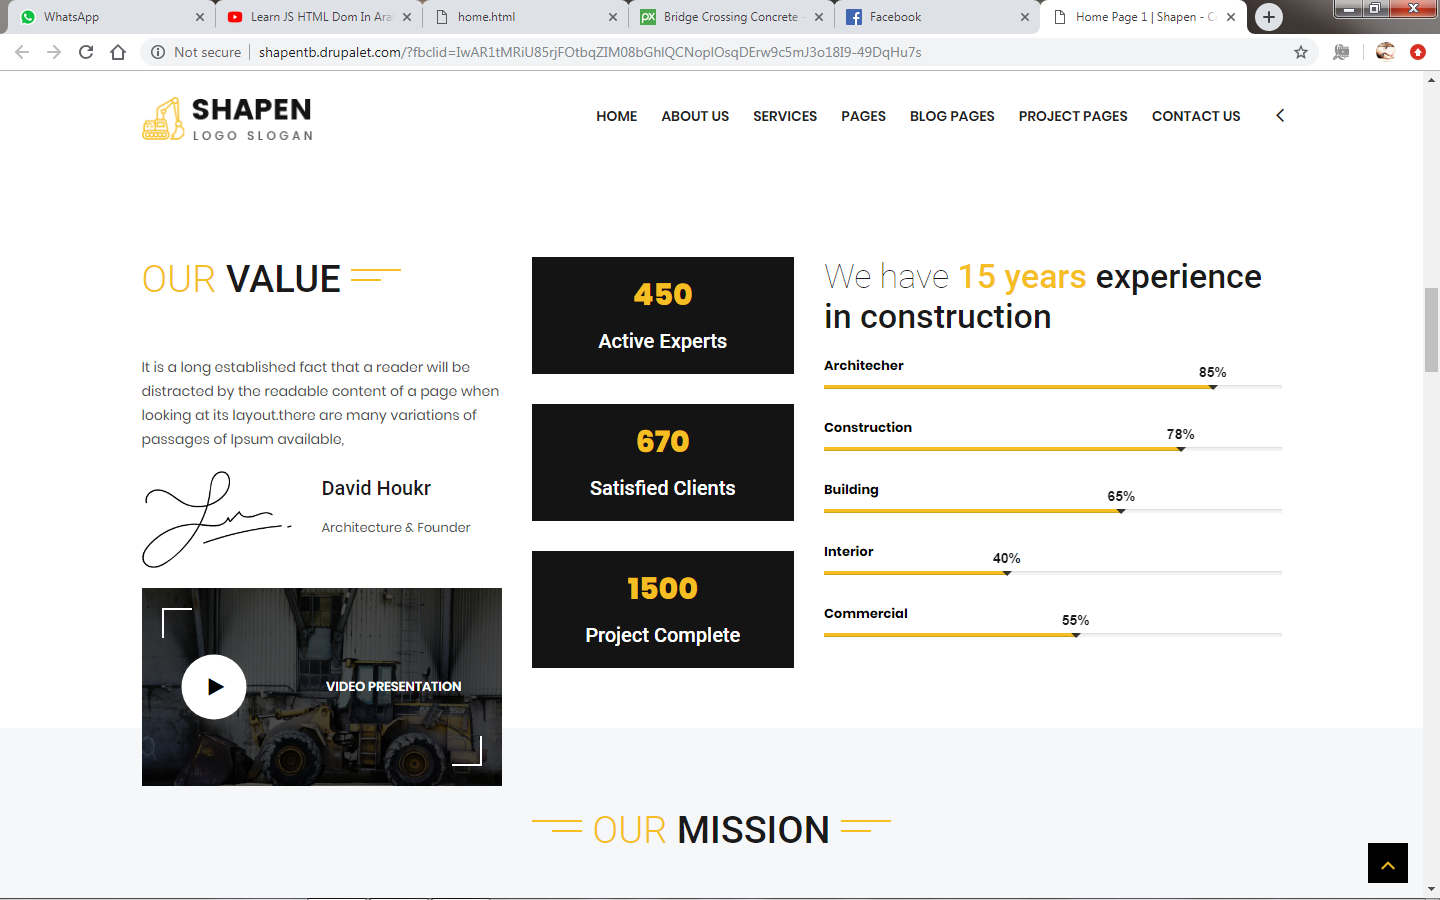 WhatsApp
Learn JS HTML Dom In Ara
home.html
Bridge Crossing Concrete
Facebook
Home Page 1 | Shapen - C
Not secure
shapentb.drupalet.com/?fbclid=IwAR1tMRiU85rjFOtbqZIM08bGhlQCNoplOsqDErw9c5mJ3o18I9-49DqHu7s
SHAPEN
LOGO SLOGAN
HOME
ABOUT US
SERVICES
PAGES
BLOG PAGES
PROJECT PAGES
CONTACT US
OUR VALUE
It is a long established fact that a reader will be
distracted by the readable content of a page when
looking at its layout.there are many variations of
passages of Ipsum available,
David Houkr
Architecture & Founder
VIDEO PRESENTATION
450
Active Experts
670
Satisfied Clients
1500
Project Complete
We have 15 years experience
in construction
Architecher
85%
Construction
78%
Building
65%
Interior
40%
Commercial
55%
OUR MISSION